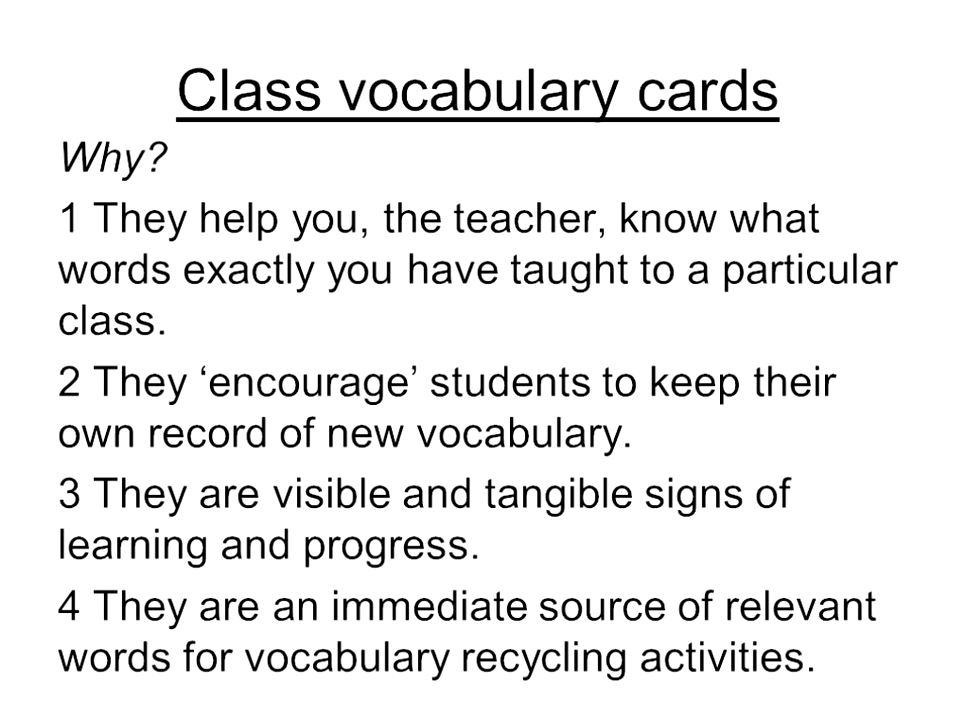 Class vocabulary cards
Why?
1 They help you, the teacher, know what
words exactly you have taught to a particular
class.
2 They ‘encourage’ students to keep their
own record of new vocabulary.
3 They are visible and tangible signs of
learning and progress.
4 They are an immediate source of relevant
words for vocabulary recycling activities.